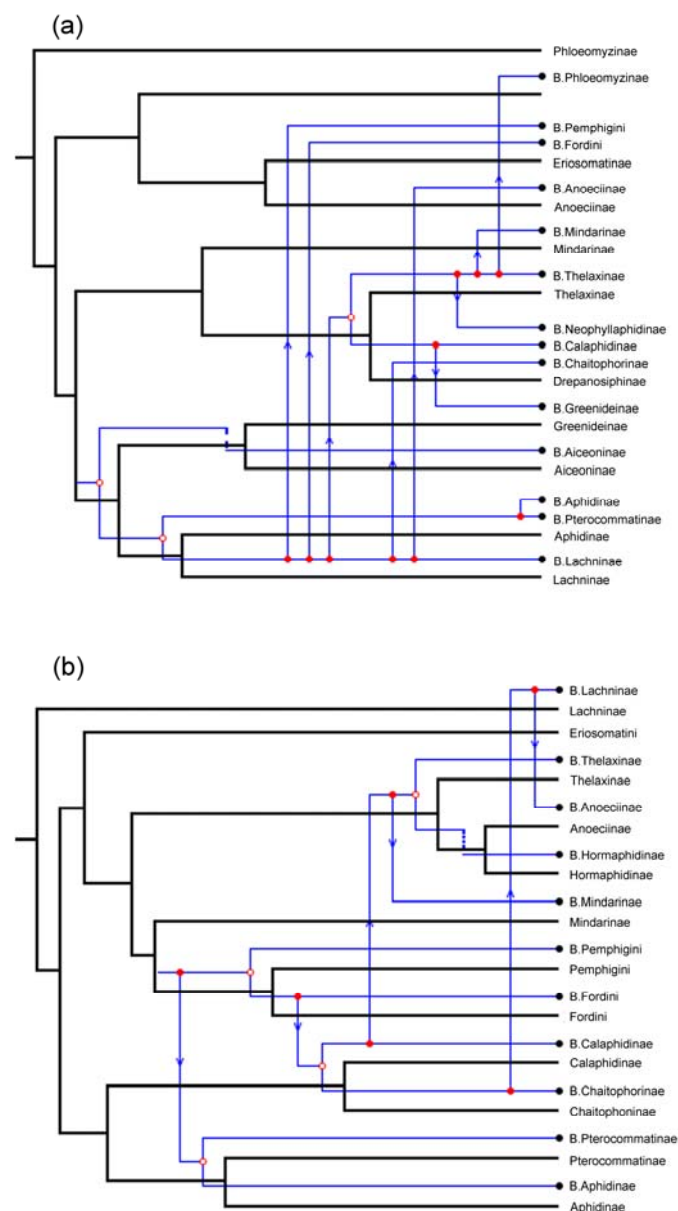 (a)
Phloeomyzinae
B.Phloeomyzinae
B.Pemphigini
B.Fordini
Eriosomatinae
B.Anoeciinae
Anoeciinae
B.Mindarinae
Mindarinae
B.Thelaxinae
Thelaxinae
B.Neophyllaphidinae
B.Calaphidinae
B.Chaitophorinae
Drepanosiphinae
B.Greenideinae
Greenideinae
B.Aiceoninae
Aiceoninae
B.Aphidinae
B.Pterocommatinae
Aphidinae
B.Lachninae
Lachninae
(b)
B.Lachninae
Lachninae
Eriosomatini
B.Thelaxinae
Thelaxinae
B.Anoeciinae
Anoeciinae
B.Hormaphidinae
Hormaphidinae
B.Mindarinae
Mindarinae
B.Pemphigini
Pemphigini
B.Fordini
Fordini
B.Calaphidinae
Calaphidinae
B.Chaitophorinae
Chaitophoninae
B.Pterocommatinae
Pterocommatinae
B.Aphidinae
Aphidinae